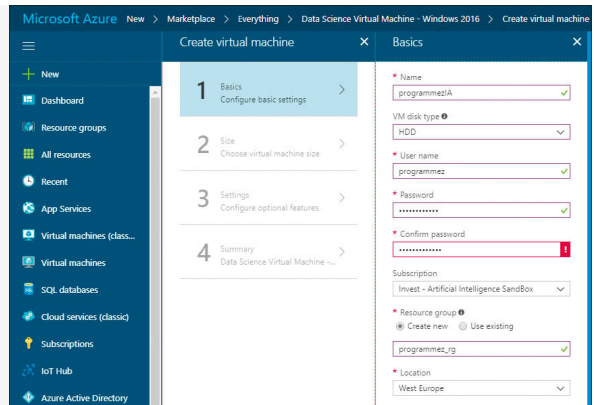 Microsoft Azure New > Marketplace > Everything > Data Science Virtual Machine - Windows 2016 > Create virtual machine
Create virtual machine
Basics
New
Dashboard
Resource groups
All resources
Recent
App Services
Virtual machines (class...
Virtual machines
SQL databases
Cloud services (classic)
Subscriptions
IoT Hub
Azure Active Directory
1
Basics
Configure basic settings
2
Size
Choose virtual machine size
3
Settings
Configure optional features
4
Summary
Data Science Virtual Machine -...
* Name
programmezIA
VM disk type
HDD
* User name
programmez
* Password
••••••••••••
* Confirm password
•••••••••••••
Subscription
Invest - Artificial Intelligence SandBox
* Resource group
Create new Use existing
programmez_rg
* Location
West Europe